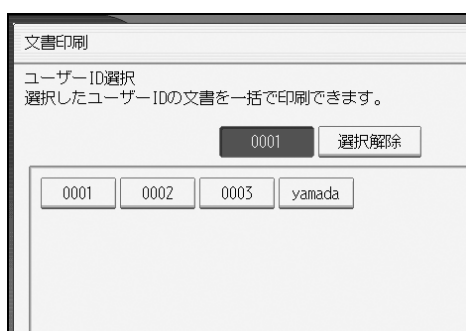 文書印刷
ユーザーID選択
選択したユーザーIDの文書を一括で印刷できます。
0001 選択解除
0001 0002 0003 yamada